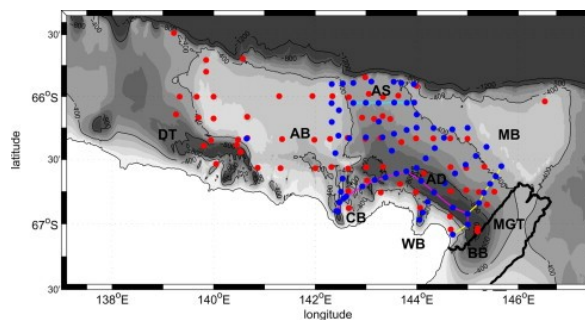 30'
66°S
AS
AB
MB
DT
30'
AD
67°S
CB
MGT
WB
BB
30'
138°E
140°E
142°E
144°E
146°E
latitude
longitude